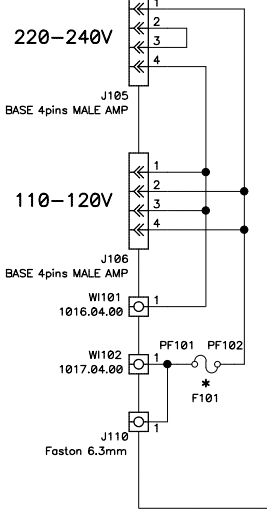 1
220-240V
2
3
4
J105
BASE 4pins MALE AMP
1
110-120V
2
3
4
J106
BASE 4pins MALE AMP
WI101
1
1016.04.00
WI102
PF101 PF102
1017.04.00
1
*
F101
J110
1
Faston 6.3mm